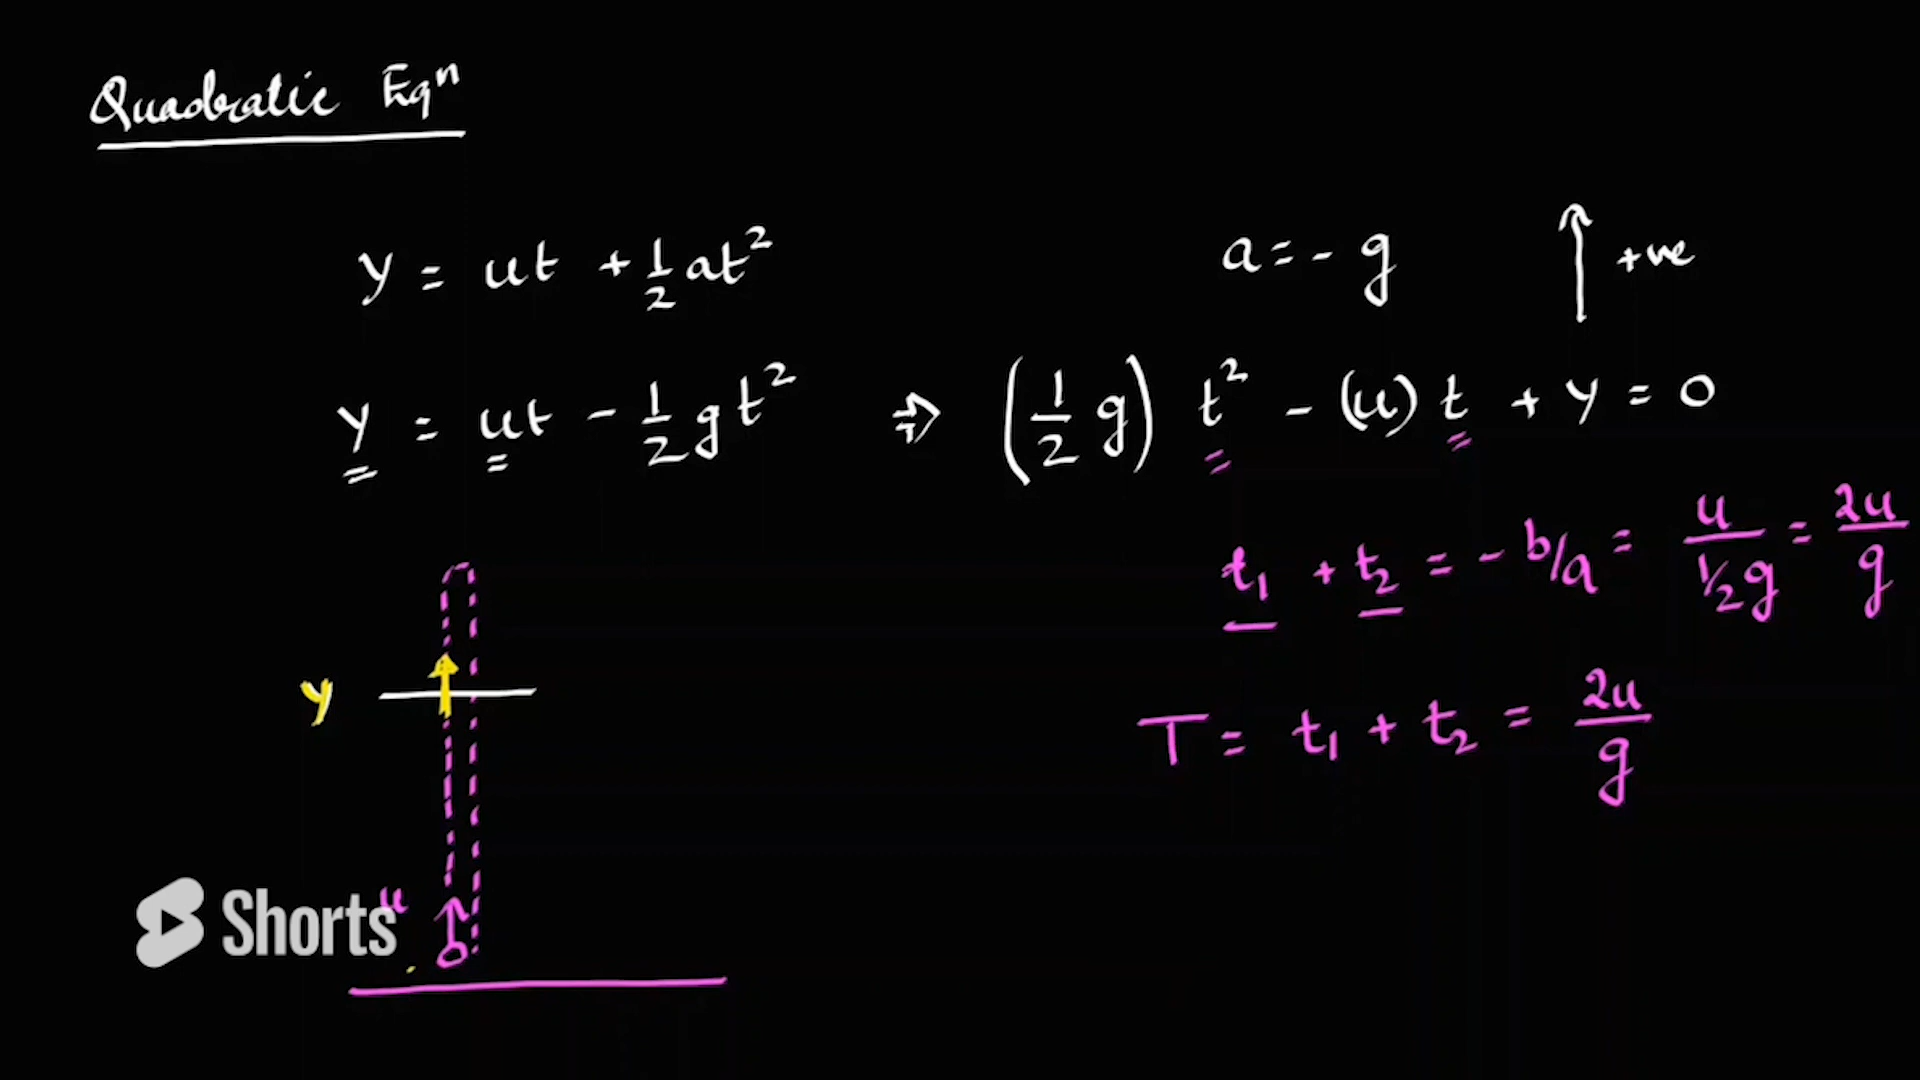 Quadratic Eqⁿ
y = ut + 1/2 at²
a = - g
+ve
y = ut - 1/2 gt²
⇒ (1/2 g) t² - (u) t + y = 0
t₁ + t₂ = - b/a = u/(1/2 g) = 2u/g
y
T = t₁ + t₂ = 2u/g
u
Shorts